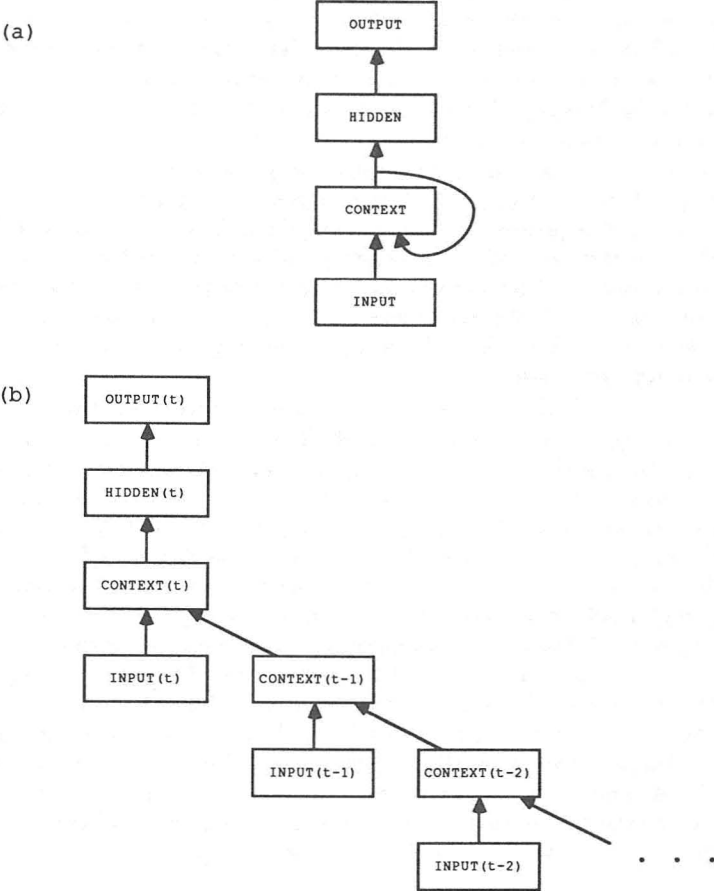 (a)
OUTPUT
HIDDEN
CONTEXT
INPUT
(b)
OUTPUT(t)
HIDDEN(t)
CONTEXT(t)
INPUT(t)
CONTEXT(t-1)
INPUT(t-1)
CONTEXT(t-2)
INPUT(t-2)
. . .